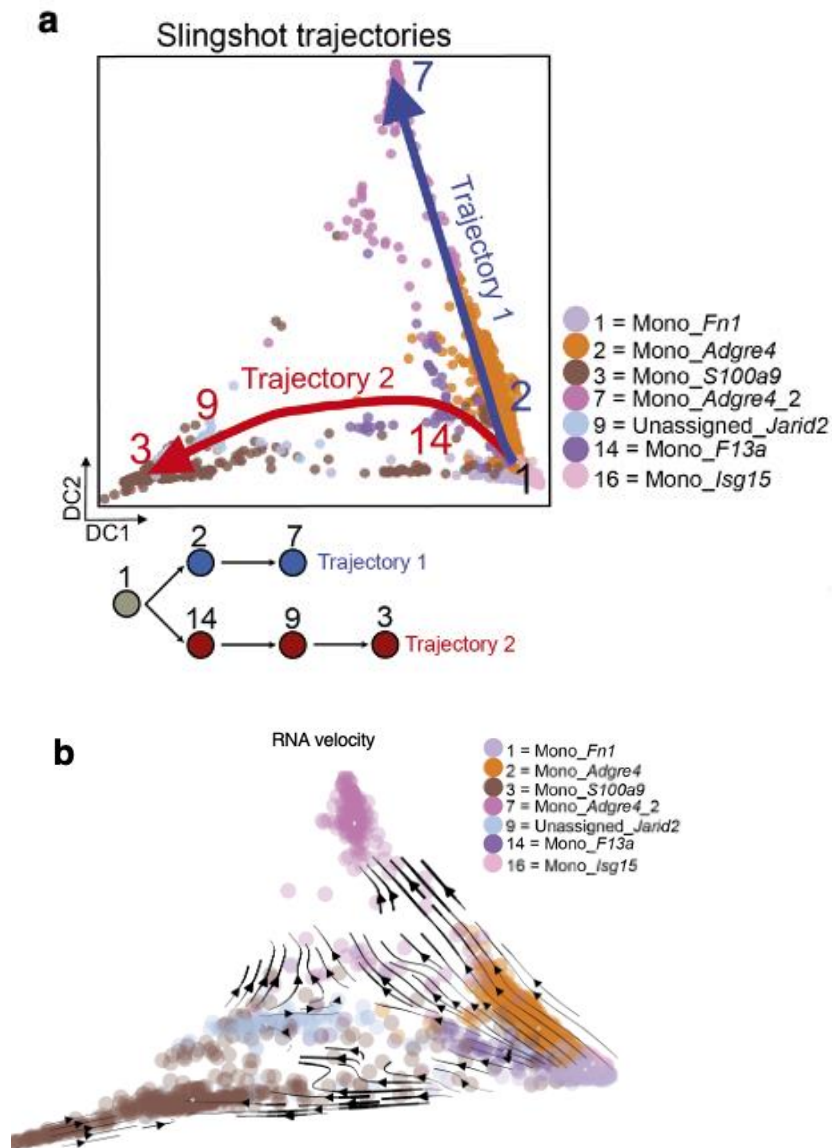 a
Slingshot trajectories
7
Trajectory 1
Trajectory 2
9
2
14
3
1
DC2
DC1
1 = Mono_Fn1
2 = Mono_Adgre4
3 = Mono_S100a9
7 = Mono_Adgre4_2
9 = Unassigned_Jarid2
14 = Mono_F13a
16 = Mono_Isg15
2 7 Trajectory 1
1
14 9 3 Trajectory 2
b
RNA velocity
1 = Mono_Fn1
2 = Mono_Adgre4
3 = Mono_S100a9
7 = Mono_Adgre4_2
9 = Unassigned_Jarid2
14 = Mono_F13a
16 = Mono_Isg15